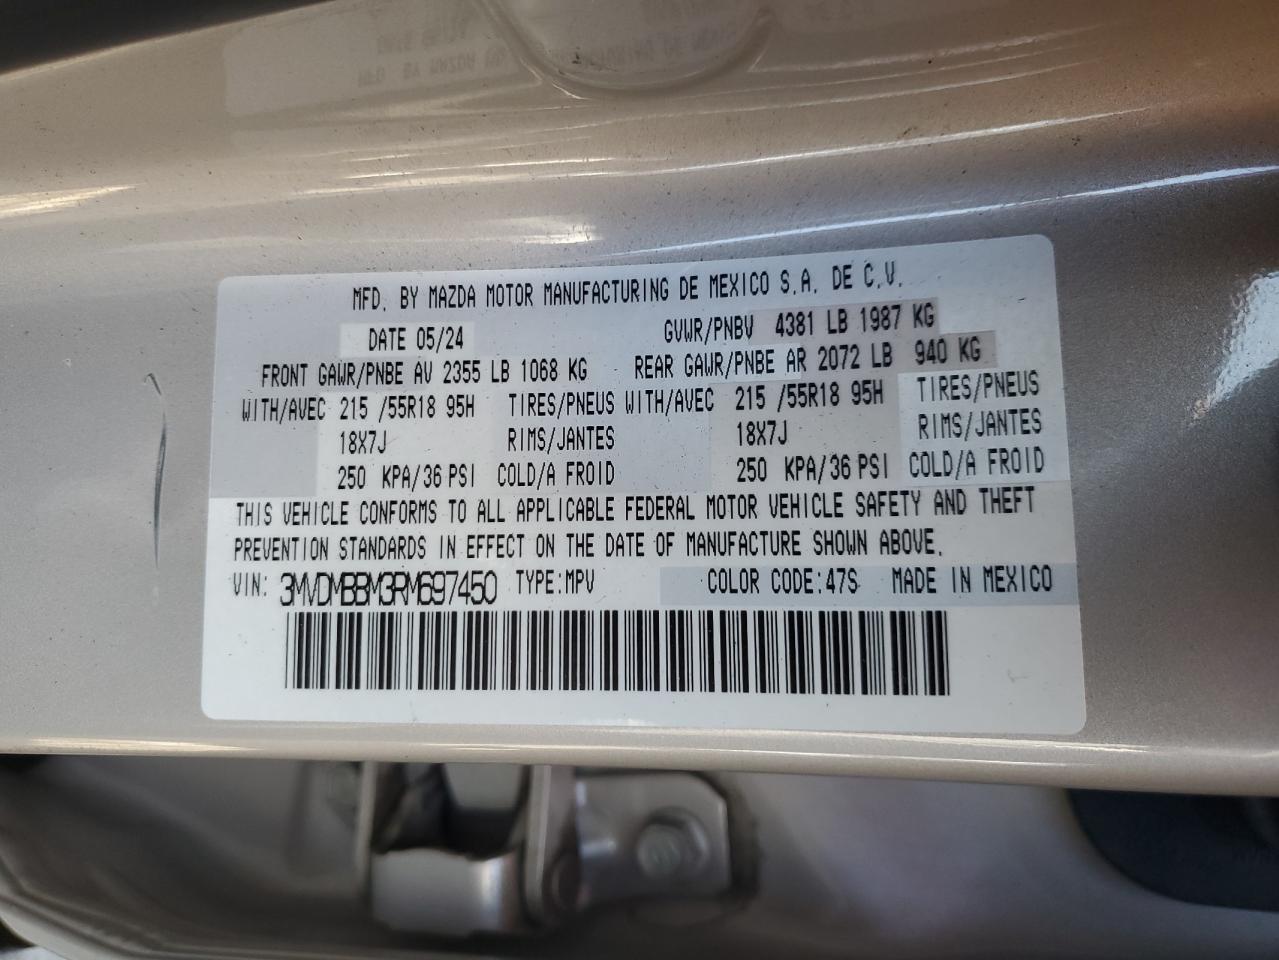 MFD. BY MAZDA MOTOR MANUFACTURING DE MEXICO S.A. DE C.V.
DATE 05/24 GVWR/PNBV 4381 LB 1987 KG
FRONT GAWR/PNBE AV 2355 LB 1068 KG REAR GAWR/PNBE AR 2072 LB 940 KG
WITH/AVEC 215 /55R18 95H TIRES/PNEUS WITH/AVEC 215 /55R18 95H TIRES/PNEUS
18X7J RIMS/JANTES 18X7J RIMS/JANTES
250 KPA/36 PSI COLD/A FROID 250 KPA/36 PSI COLD/A FROID
THIS VEHICLE CONFORMS TO ALL APPLICABLE FEDERAL MOTOR VEHICLE SAFETY AND THEFT
PREVENTION STANDARDS IN EFFECT ON THE DATE OF MANUFACTURE SHOWN ABOVE.
VIN: 3MVDMBBM3RM697450 TYPE:MPV COLOR CODE:47S MADE IN MEXICO